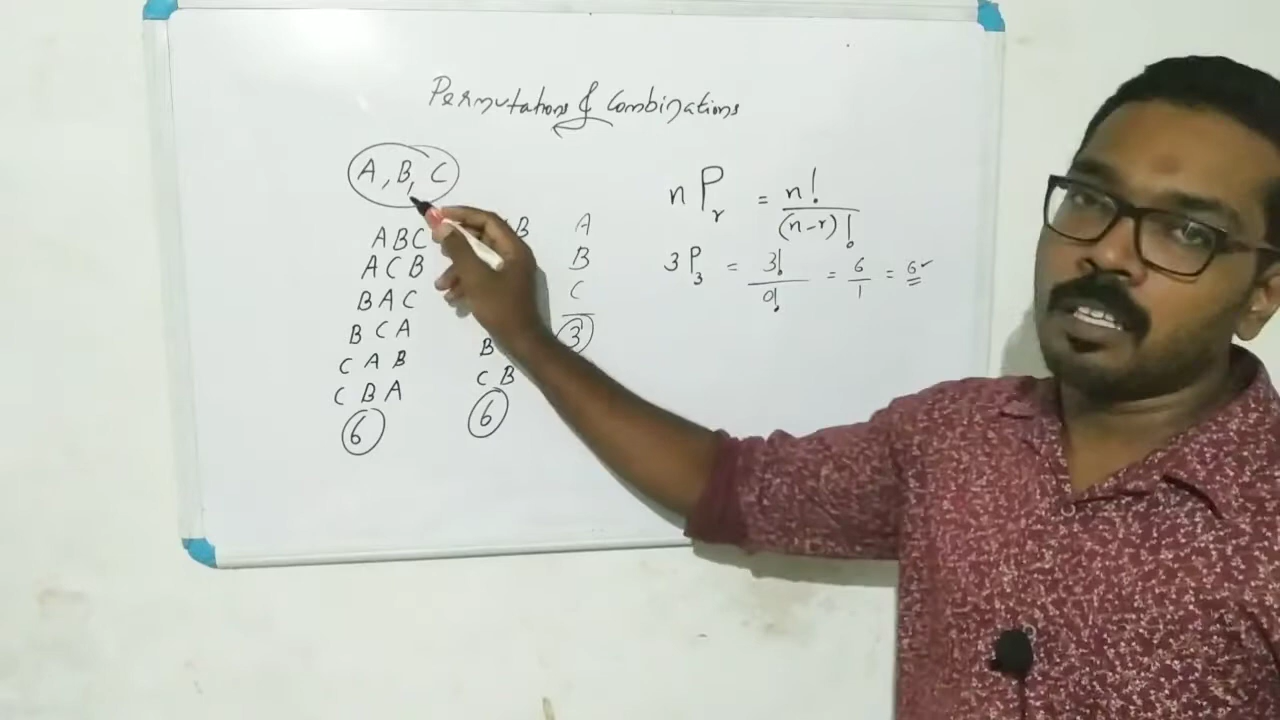 Permutations & Combinations
A, B, C
ABC
ACB
BAC
BCA
CAB
CBA
6
B
B
CB
6
A
B
C
3
nPr = n! / (n-r)!
3P3 = 3! / 0! = 6 / 1 = 6 ✓